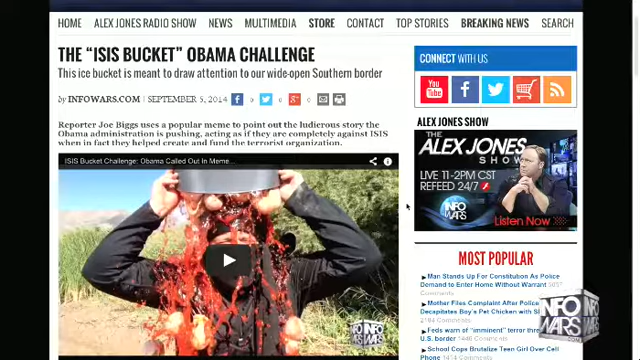 HOME ALEX JONES RADIO SHOW NEWS MULTIMEDIA STORE CONTACT TOP STORIES BREAKING NEWS SEARCH
THE “ISIS BUCKET” OBAMA CHALLENGE
This ice bucket is meant to draw attention to our wide-open Southern border
by INFOWARS.COM | SEPTEMBER 5, 2014
Reporter Joe Biggs uses a popular meme to point out the ludicrous story the
Obama administration is pushing, acting as if they are completely against ISIS
when in fact they helped create and fund the terrorist organization.
ISIS Bucket Challenge: Obama Called Out In Meme...
CONNECT WITH US
You
Tube
ALEX JONES SHOW
THE
ALEX JONES
SHOW
LIVE 11-2PM CST
REFEED 24/7
INFO
WARS
Listen Now
MOST POPULAR
Man Stands Up For Constitution As Police
Demand to Enter Home Without Warrant
Comments
Mother Files Complaint After Police
Decapitates Boy's Pet Chicken with
Comments
Feds warn of "imminent" terror
U.S. border
Comments
School Cops Brutalize Teen Girl Over Cell
Phone 1414 Comments
INFO
WARS